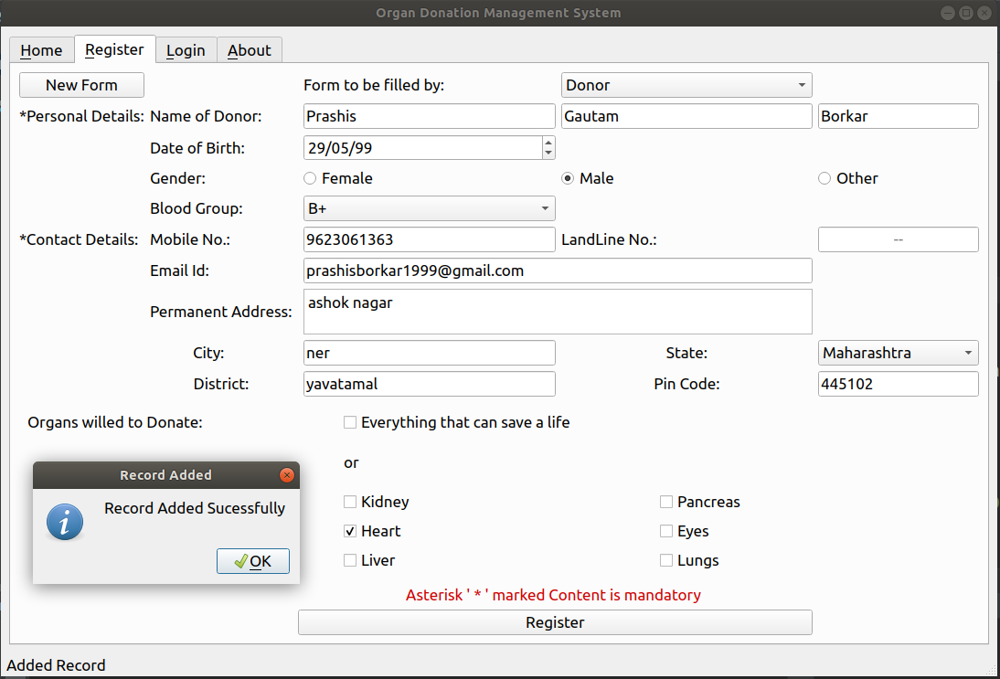 Organ Donation Management System
Home Register Login About
New Form Form to be filled by: Donor
*Personal Details: Name of Donor: Prashis Gautam Borkar
Date of Birth: 29/05/99
Gender: Female Male Other
Blood Group: B+
*Contact Details: Mobile No.: 9623061363 LandLine No.: --
Email Id: prashisborkar1999@gmail.com
Permanent Address: ashok nagar
City: ner State: Maharashtra
District: yavatamal Pin Code: 445102
Organs willed to Donate: Everything that can save a life
or
Record Added
Record Added Sucessfully
OK
Kidney Pancreas
Heart Eyes
Liver Lungs
Asterisk ' * ' marked Content is mandatory
Register
Added Record